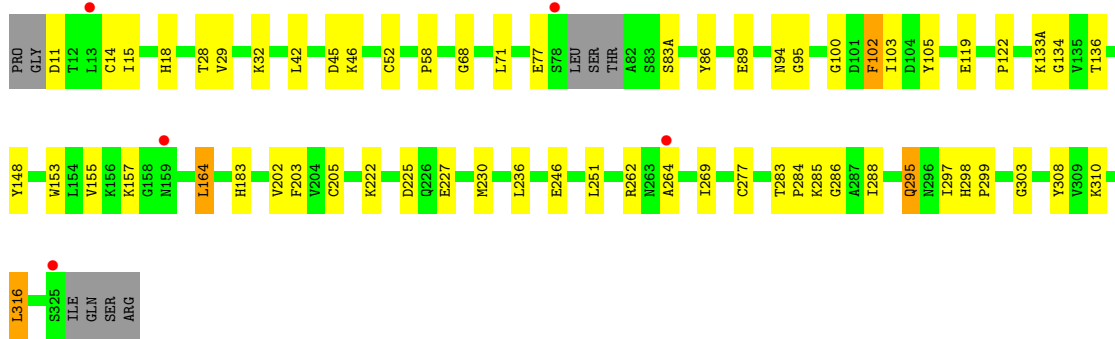 PRO GLY D11 T12 L13 C14 I15 H18 T28 V29 K32 L42 D45 K46 C52 P58 G68 L71 E77 S78 LEU SER THR A82 S83 S83A Y86 E89 N94 G95 G100 D101 F102 I103 D104 Y105 E119 P122 K133A G134 V135 T136
Y148 W153 L154 V155 K156 K157 G158 N159 L164 H183 V202 F203 V204 C205 K222 D225 Q226 E227 M230 L236 E246 L251 R262 N263 A264 I269 C277 T283 P284 K285 G286 A287 I288 Q295 N296 I297 H298 P299 G303 Y308 V309 K310
L316 S325 ILE GLN SER ARG